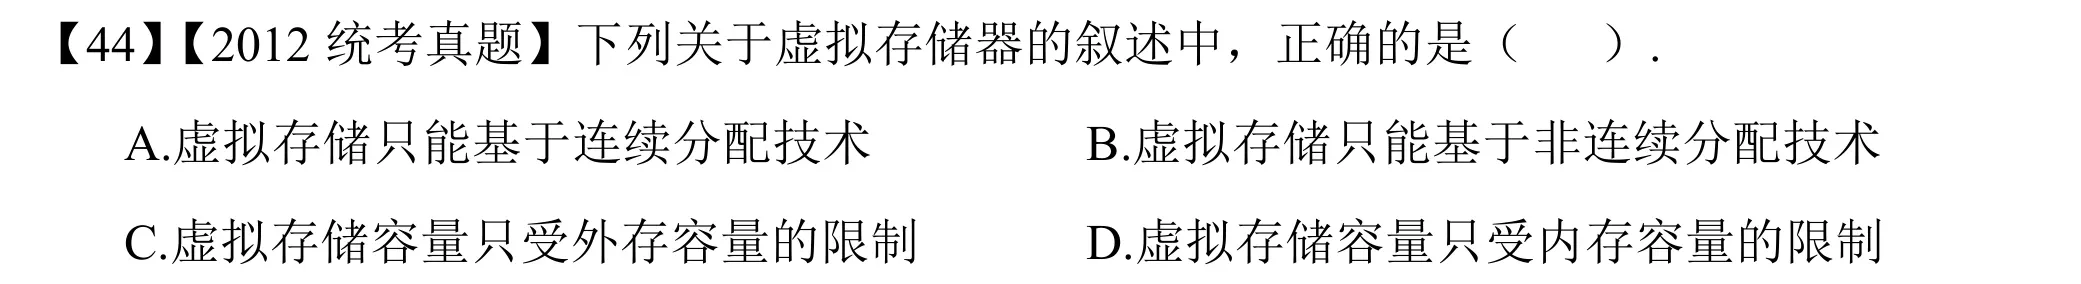 【44】【2012 统考真题】下列关于虚拟存储器的叙述中，正确的是（ ）.
A.虚拟存储只能基于连续分配技术 B.虚拟存储只能基于非连续分配技术
C.虚拟存储容量只受外存容量的限制 D.虚拟存储容量只受内存容量的限制